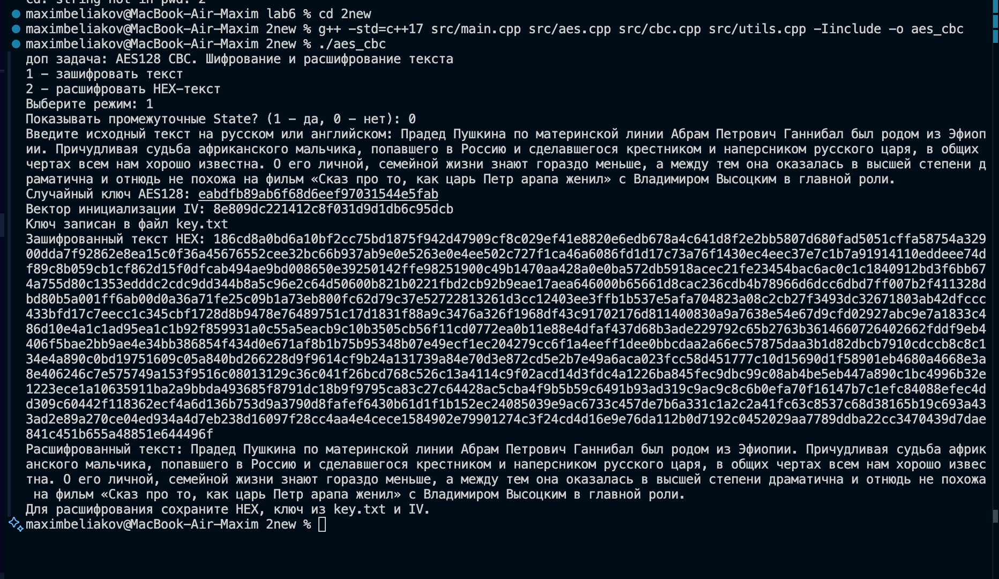 cd: string not in pwd: 2
maximbeliakov@MacBook-Air-Maxim lab6 % cd 2new
maximbeliakov@MacBook-Air-Maxim 2new % g++ -std=c++17 src/main.cpp src/aes.cpp src/cbc.cpp src/utils.cpp -Iinclude -o aes_cbc
maximbeliakov@MacBook-Air-Maxim 2new % ./aes_cbc
доп задача: AES128 CBC. Шифрование и расшифрование текста
1 – зашифровать текст
2 – расшифровать HEX-текст
Выберите режим: 1
Показывать промежуточные State? (1 – да, 0 – нет): 0
Введите исходный текст на русском или английском: Прадед Пушкина по материнской линии Абрам Петрович Ганнибал был родом из Эфиоп
ии. Причудливая судьба африканского мальчика, попавшего в Россию и сделавшегося крестником и наперсником русского царя, в общих
чертах всем нам хорошо известна. О его личной, семейной жизни знают гораздо меньше, а между тем она оказалась в высшей степени д
раматична и отнюдь не похожа на фильм «Сказ про то, как царь Петр арапа женил» с Владимиром Высоцким в главной роли.
Случайный ключ AES128: eabdfb89ab6f68d6eef97031544e5fab
Вектор инициализации IV: 8e809dc221412c8f031d9d1db6c95dcb
Ключ записан в файл key.txt
Зашифрованный текст HEX: 186cd8a0bd6a10bf2cc75bd1875f942d47909cf8c029ef41e8820e6edb678a4c641d8f2e2bb5807d680fad5051cffa58754a329
00dda7f92862e8ea15c0f36a45676552cee32bc66b937ab9e0e5263e0e4ee502c727f1ca46a6086fd1d17c73a76f1430ec4eec37e7c1b7a91914110eddeee74d
f89c8b059cb1cf862d15f0dfcab494ae9bd008650e39250142ffe98251900c49b1470aa428a0e0ba572db5918acec21fe23454bac6ac0c1c1840912bd3f6bb67
4a755d80c1353edddc2cdc9dd344b8a5c96e2c64d50600b821b0221fbd2cb92b9eae17aea646000b65661d8cac236cdb4b78966d6dcc6dbd7ff007b2f411328d
bd80b5a001ff6ab00d0a36a71fe25c09b1a73eb800fc62d79c37e52722813261d3cc12403ee3ffb1b537e5afa704823a08c2cb27f3493dc32671803ab42dfccc
433bfd17c7eecc1c345cbf1728d8b9478e76489751c17d1831f88a9c3476a326f1968df43c91702176d811400830a9a7638e54e67d9cfd02927abc9e7a1833c4
86d10e4a1c1ad95ea1c1b92f859931a0c55a5eacb9c10b3505cb56f11cd0772ea0b11e88e4dfaf437d68b3ade229792c65b2763b3614660726402662fddf9eb4
406f5bae2bb9ae4e34bb386854f434d0e671af8b1b75b95348b07e49ecf1ec204279cc6f1a4eeff1dee0bbcdaa2a66ec57875daa3b1d82dbcb7910cdccb8c8c1
34e4a890c0bd19751609c05a840bd266228d9f9614cf9b24a131739a84e70d3e872cd5e2b7e49a6aca023fcc58d451777c10d15690d1f58901eb4680a4668e3a
8e406246c7e575749a153f9516c08013129c36c041f26bcd768c526c13a4114c9f02acd14d3fdc4a1226ba845fec9dbc99c08ab4be5eb447a890c1bc4996b32e
1223ece1a10635911ba2a9bbda493685f8791dc18b9f9795ca83c27c64428ac5cba4f9b5b59c6491b93ad319c9ac9c8c6b0efa70f16147b7c1efc84088efec4d
d309c60442f118362ecf4a6d136b753d9a3790d8fafef6430b61d1f1b152ec24085039e9ac6733c457de7b6a331c1a2c2a41fc63c8537c68d38165b19c693a43
3ad2e89a270ce04ed934a4d7eb238d16097f28cc4aa4e4cece1584902e79901274c3f24cd4d16e9e76da112b0d7192c0452029aa7789ddba22cc3470439d7dae
841c451b655a48851e644496f
Расшифрованный текст: Прадед Пушкина по материнской линии Абрам Петрович Ганнибал был родом из Эфиопии. Причудливая судьба африк
анского мальчика, попавшего в Россию и сделавшегося крестником и наперсником русского царя, в общих чертах всем нам хорошо извес
тна. О его личной, семейной жизни знают гораздо меньше, а между тем она оказалась в высшей степени драматична и отнюдь не похожа
на фильм «Сказ про то, как царь Петр арапа женил» с Владимиром Высоцким в главной роли.
Для расшифрования сохраните HEX, ключ из key.txt и IV.
maximbeliakov@MacBook-Air-Maxim 2new %